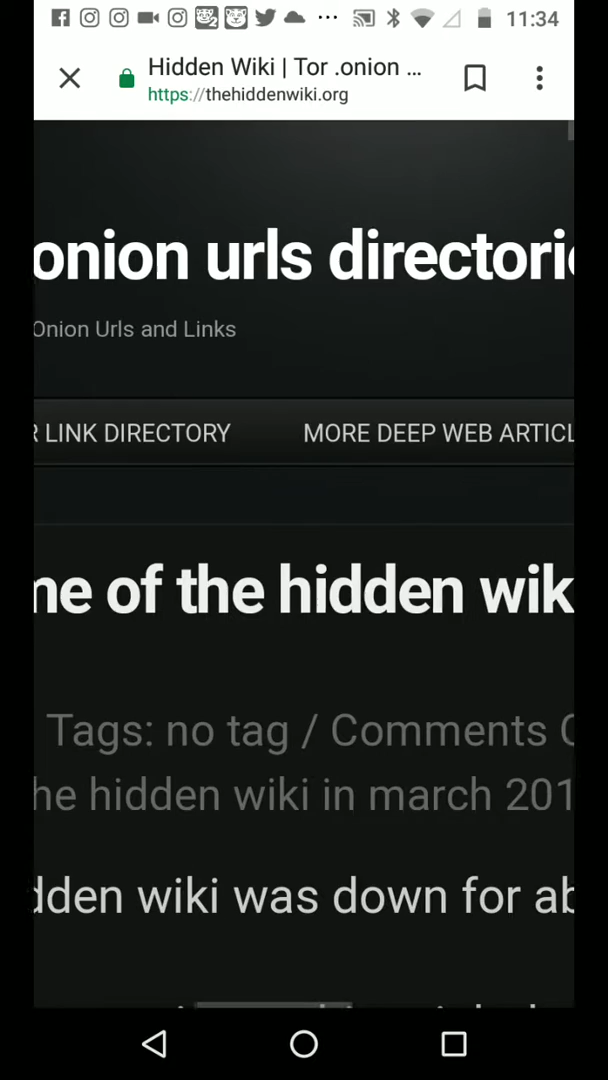 11:34
Hidden Wiki | Tor .onion ...
https://thehiddenwiki.org
onion urls directori
Onion Urls and Links
R LINK DIRECTORY MORE DEEP WEB ARTICL
me of the hidden wik
Tags: no tag / Comments
he hidden wiki in march 201
dden wiki was down for ab